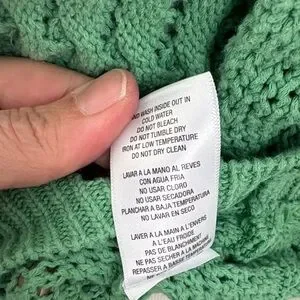 HAND WASH INSIDE OUT IN
COLD WATER
DO NOT BLEACH
DO NOT TUMBLE DRY
IRON AT LOW TEMPERATURE
DO NOT DRY CLEAN
LAVAR A LA MANO AL REVES
CON AGUA FRIA
NO USAR CLORO
NO USAR SECADORA
PLANCHAR A BAJA TEMPERATURA
NO LAVAR EN SECO
LAVER A LA MAIN A L'ENVERS
A L'EAU FROIDE
PAS DE BLANCHIMENT
NE PAS SECHER A LA MACHINE
REPASSER A BASSE TEMPERATURE